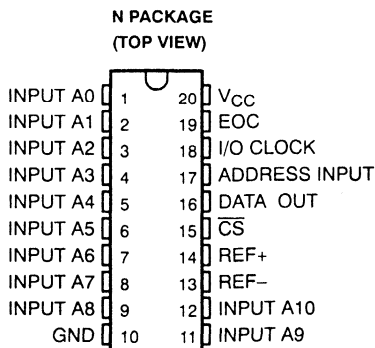 N PACKAGE
(TOP VIEW)
INPUT A0 1 20 VCC
INPUT A1 2 19 EOC
INPUT A2 3 18 I/O CLOCK
INPUT A3 4 17 ADDRESS INPUT
INPUT A4 5 16 DATA OUT
INPUT A5 6 15 C̅S̅
INPUT A6 7 14 REF+
INPUT A7 8 13 REF–
INPUT A8 9 12 INPUT A10
GND 10 11 INPUT A9